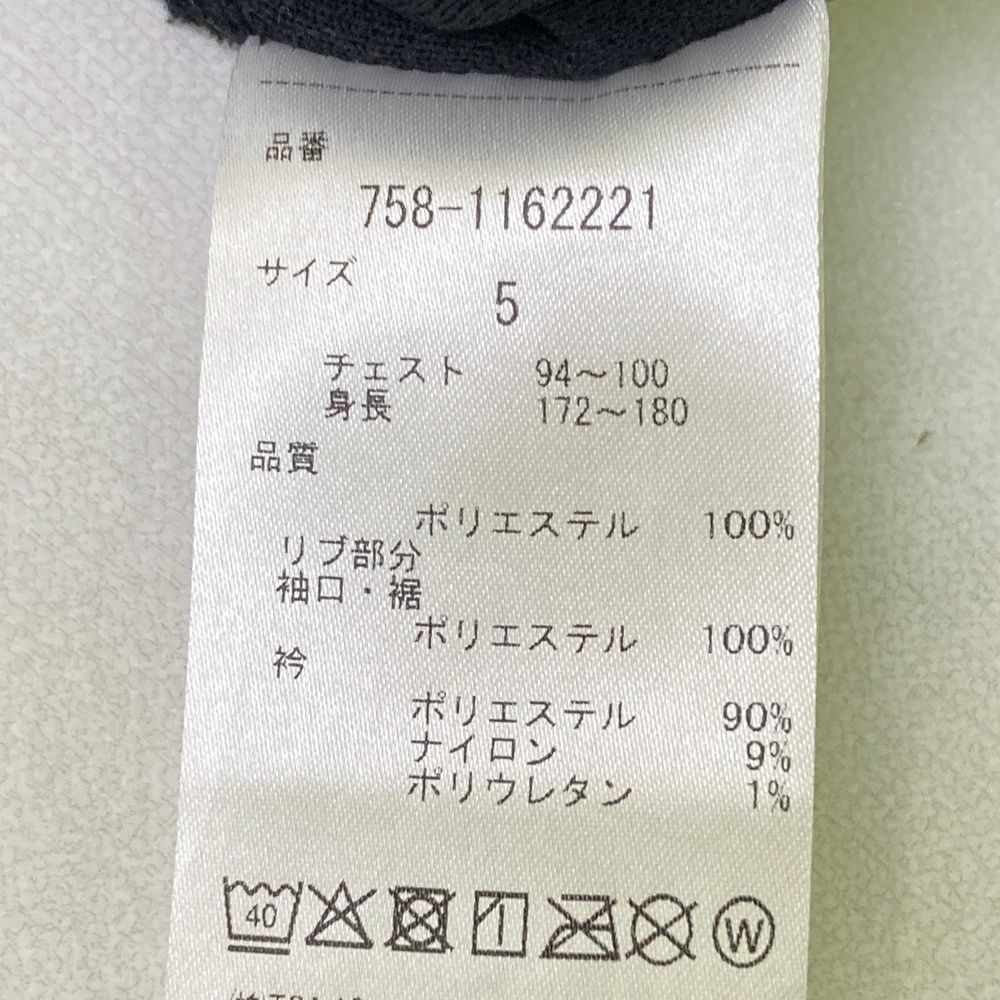 品番
758-1162221
サイズ
5
チェスト 94～100
身長 172～180
品質
ポリエステル 100%
リブ部分
袖口・裾
ポリエステル 100%
衿
ポリエステル 90%
ナイロン 9%
ポリウレタン 1%
40
W